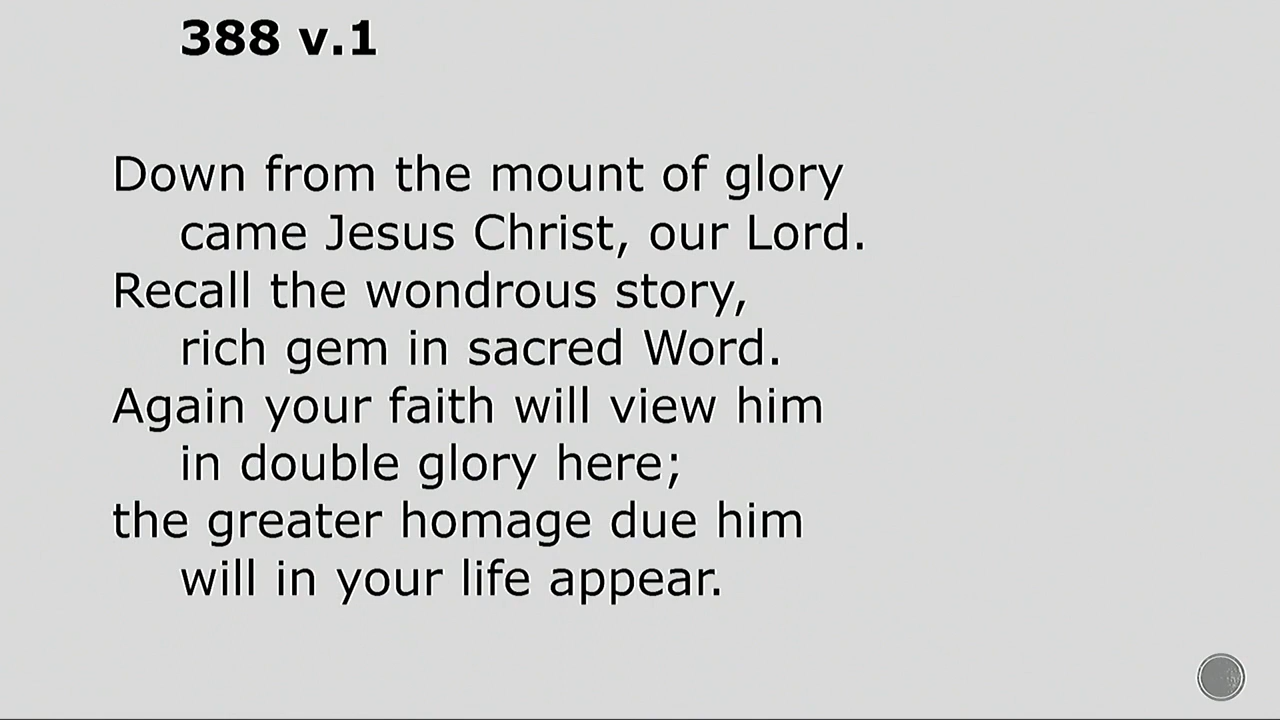 388 v.1
Down from the mount of glory
came Jesus Christ, our Lord.
Recall the wondrous story,
rich gem in sacred Word.
Again your faith will view him
in double glory here;
the greater homage due him
will in your life appear.